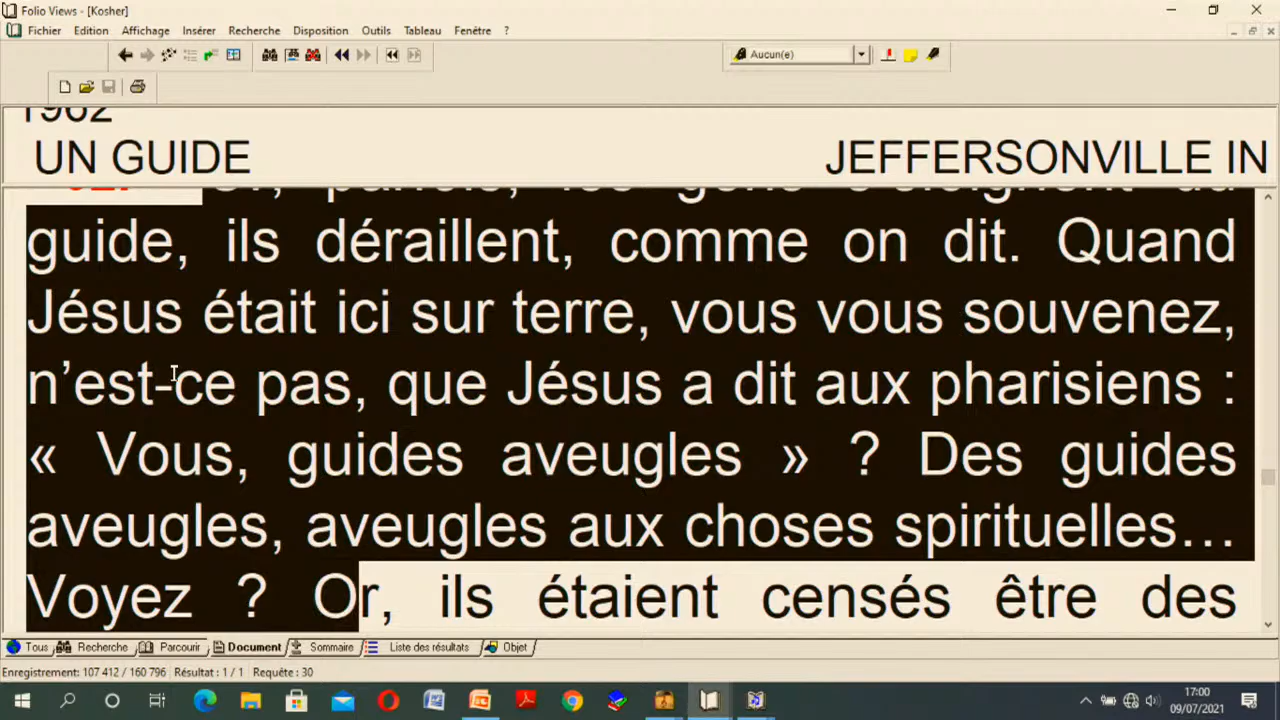 Folio Views - [Kosher]
Fichier Edition Affichage Insérer Recherche Disposition Outils Tableau Fenêtre ?
Aucun(e)
1962
UN GUIDE JEFFERSONVILLE IN
guide, ils déraillent, comme on dit. Quand
Jésus était ici sur terre, vous vous souvenez,
n’est-ce pas, que Jésus a dit aux pharisiens :
« Vous, guides aveugles » ? Des guides
aveugles, aveugles aux choses spirituelles…
Voyez ? Or, ils étaient censés être des
Tous Recherche Parcourir Document Sommaire Liste des résultats Objet
Enregistrement: 107 412 / 160 796 Résultat : 1 / 1 Requête : 30
17:00
09/07/2021